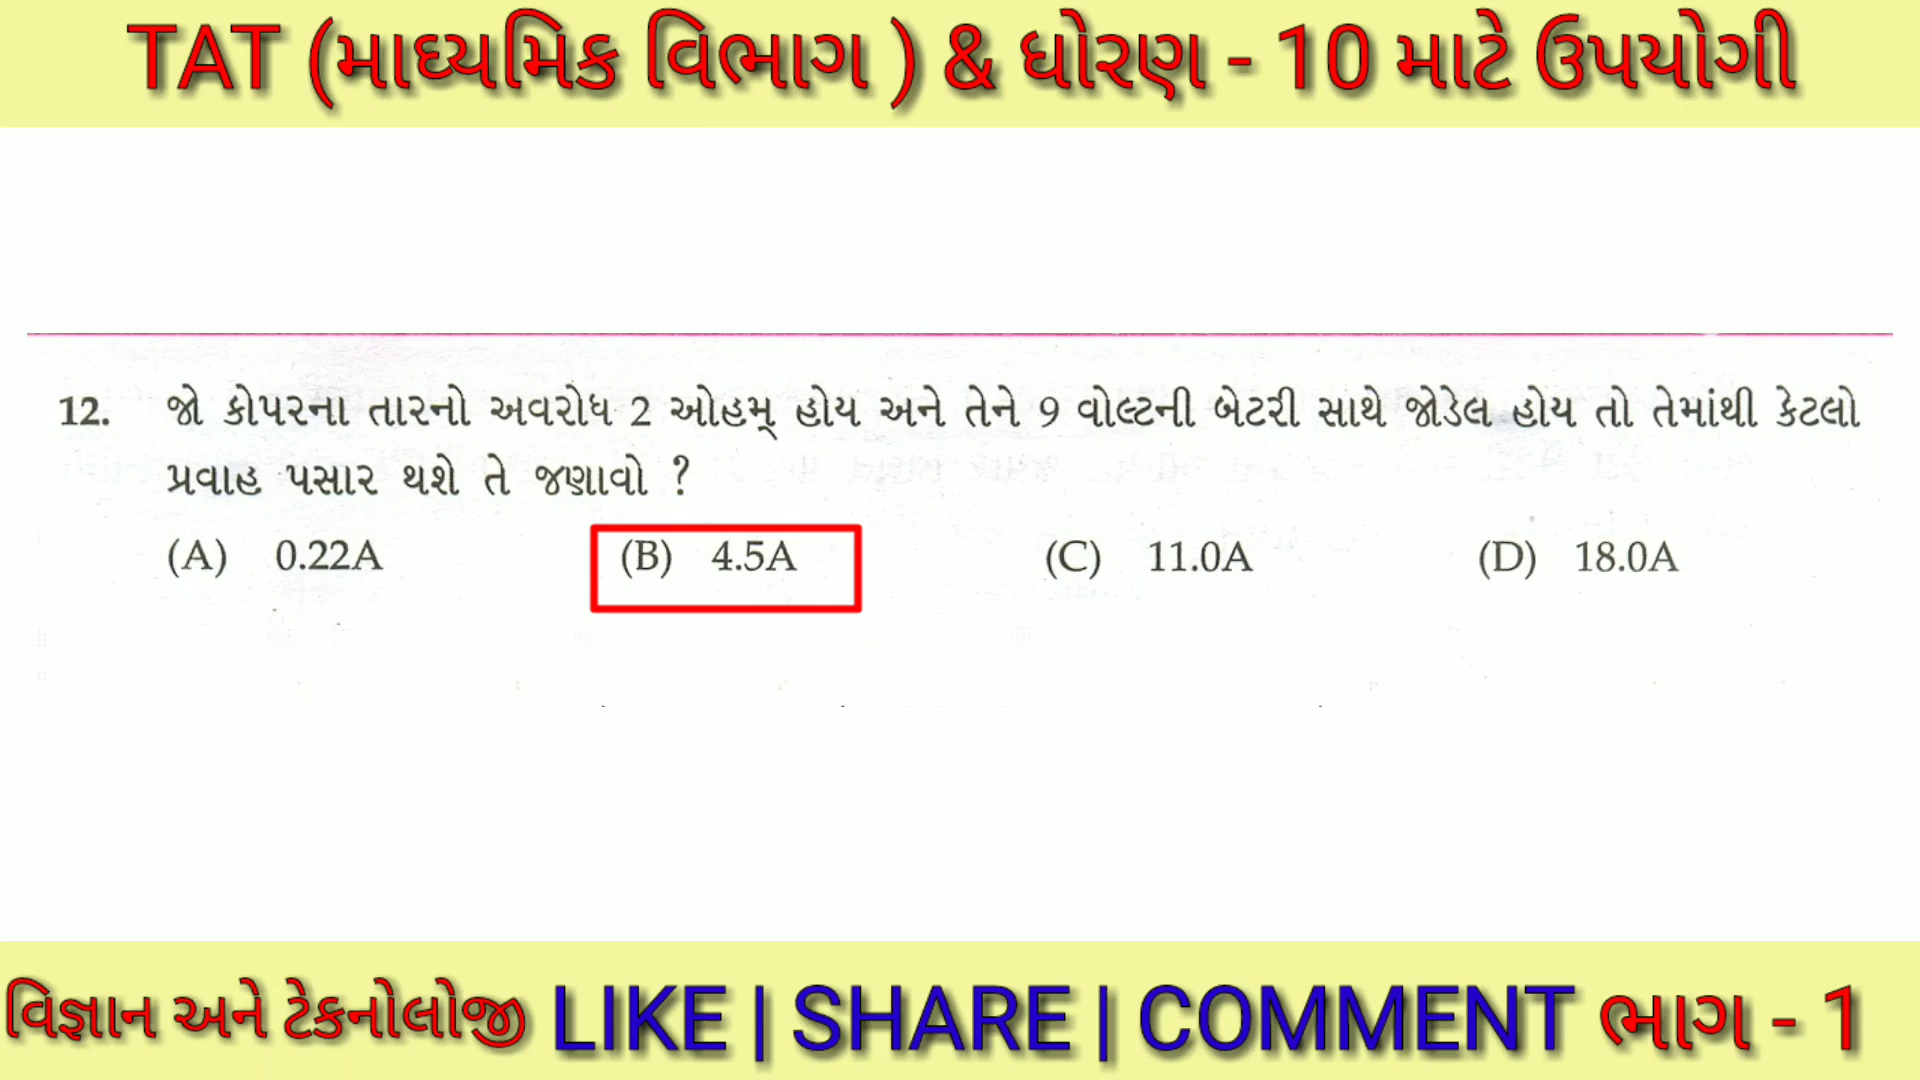 TAT (માધ્યમિક વિભાગ ) & ધોરણ - 10 માટે ઉપયોગી
12. જો કોપરના તારનો અવરોધ 2 ઓહમ્ હોય અને તેને 9 વોલ્ટની બેટરી સાથે જોડેલ હોય તો તેમાંથી કેટલો
પ્રવાહ પસાર થશે તે જણાવો ?
(A) 0.22A (B) 4.5A (C) 11.0A (D) 18.0A
વિજ્ઞાન અને ટેકનોલોજી LIKE | SHARE | COMMENT ભાગ - 1